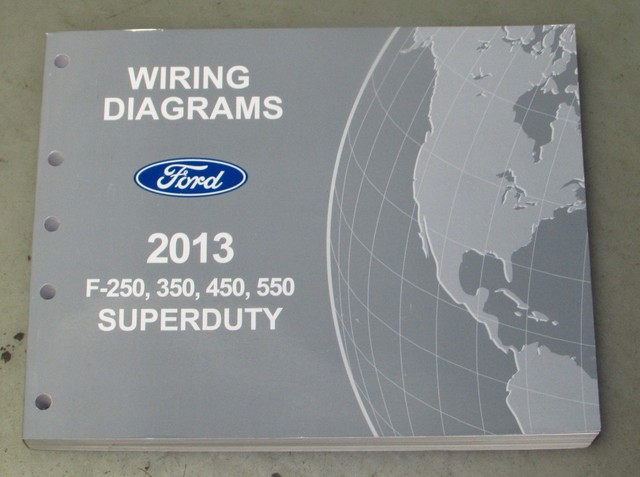 WIRING
DIAGRAMS
Ford
2013
F-250, 350, 450, 550
SUPERDUTY